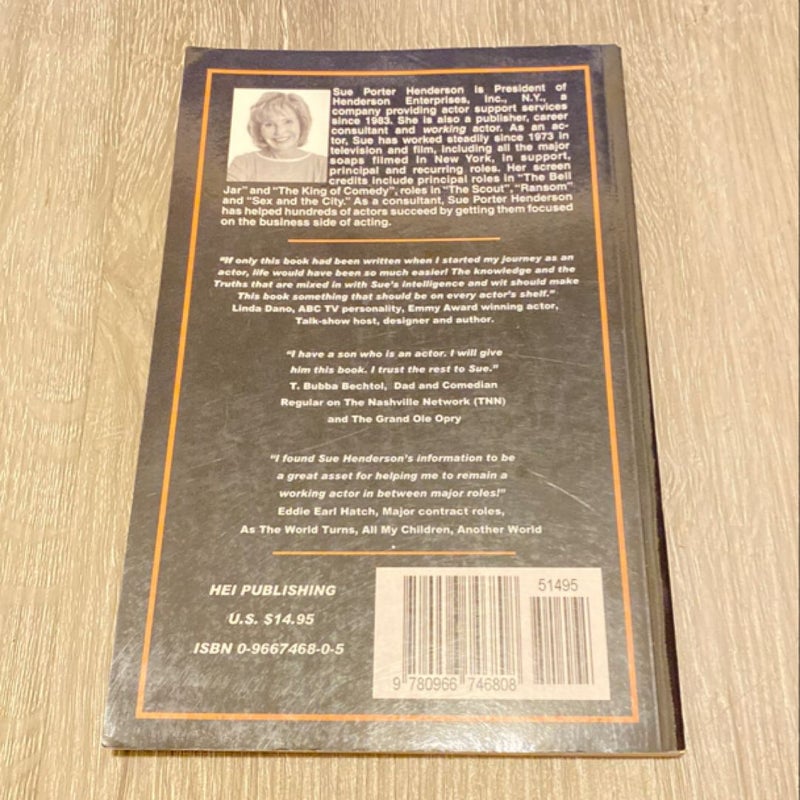 Sue Porter Henderson is President of
Henderson Enterprises, Inc., N.Y., a
company providing actor support services
since 1983. She is also a publisher, career
consultant and working actor. As an ac-
tor, Sue has worked steadily since 1973 in
television and film, including all the major
soaps filmed in New York, in support,
principal and recurring roles. Her screen
credits include principal roles in "The Bell
Jar" and "The King of Comedy", roles in "The Scout", "Ransom"
and "Sex and the City." As a consultant, Sue Porter Henderson
has helped hundreds of actors succeed by getting them focused
on the business side of acting.
"If only this book had been written when I started my journey as an
actor, life would have been so much easier! The knowledge and the
Truths that are mixed in with Sue's intelligence and wit should make
This book something that should be on every actor's shelf."
Linda Dano, ABC TV personality, Emmy Award winning actor,
Talk-show host, designer and author.
"I have a son who is an actor. I will give
him this book. I trust the rest to Sue."
T. Bubba Bechtol, Dad and Comedian
Regular on The Nashville Network (TNN)
and The Grand Ole Opry
"I found Sue Henderson's information to be
a great asset for helping me to remain a
working actor in between major roles!"
Eddie Earl Hatch, Major contract roles,
As The World Turns, All My Children, Another World
HEI PUBLISHING
U.S. $14.95
ISBN 0-9667468-0-5
51495
9 780966 746808